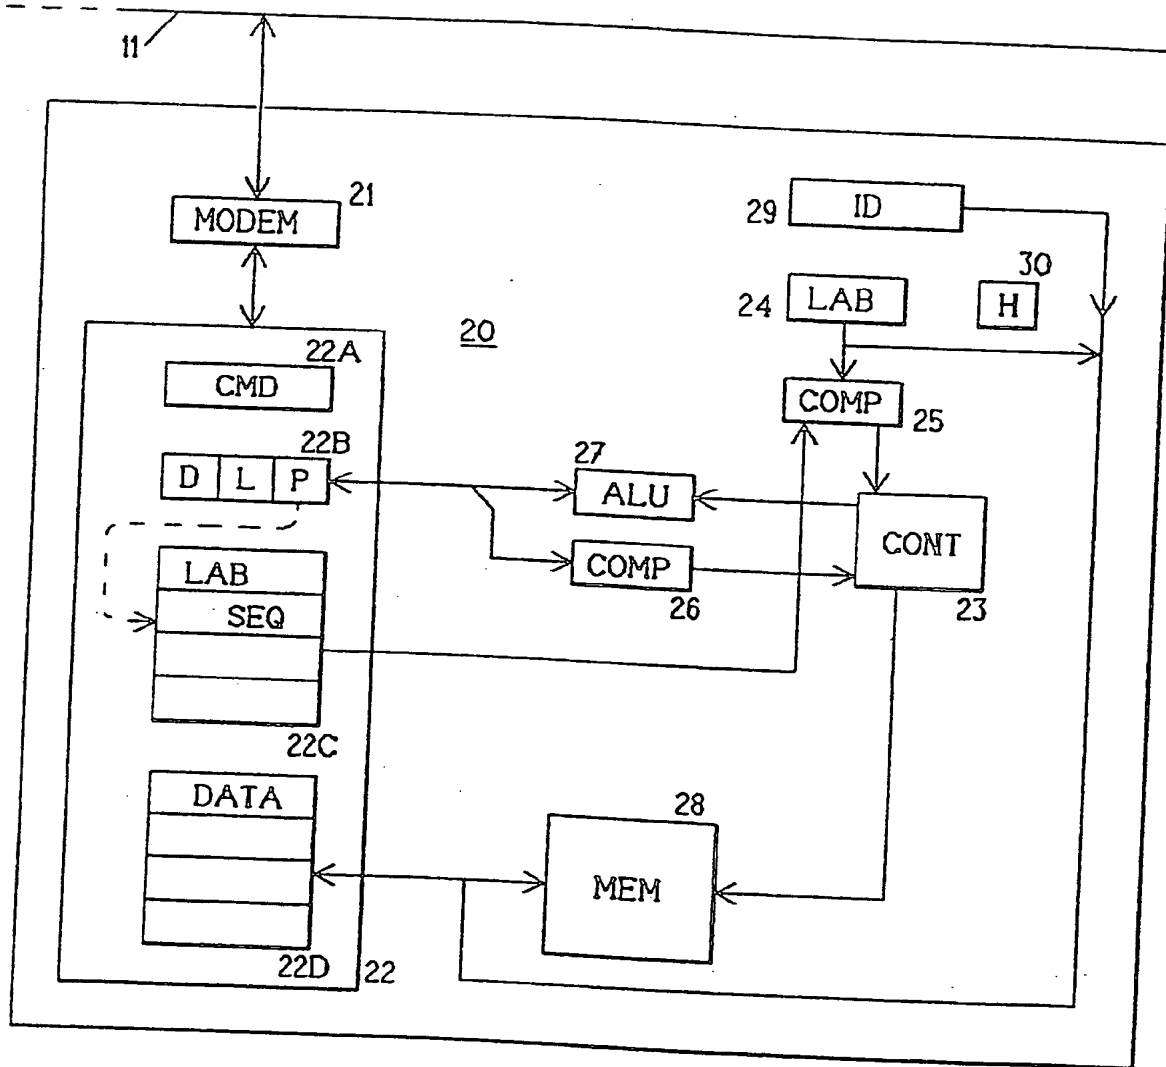 11
21
MODEM
29
ID
30
24
LAB
H
20
22A
CMD
COMP
25
22B
D L P
27
ALU
CONT
LAB
COMP
26
23
SEQ
22C
DATA
28
MEM
22D
22